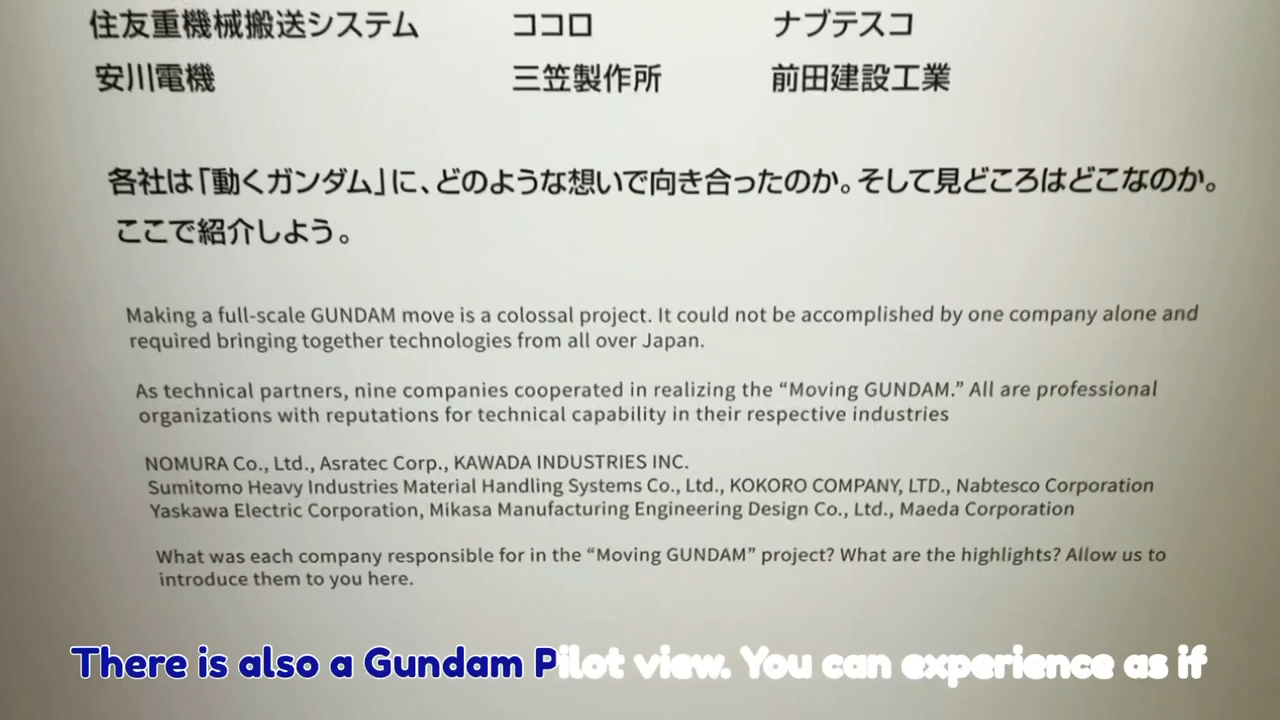 住友重機械搬送システム ココロ ナブテスコ
安川電機 三笠製作所 前田建設工業
各社は「動くガンダム」に、どのような想いで向き合ったのか。そして見どころはどこなのか。
ここで紹介しよう。
Making a full-scale GUNDAM move is a colossal project. It could not be accomplished by one company alone and
required bringing together technologies from all over Japan.
As technical partners, nine companies cooperated in realizing the “Moving GUNDAM.” All are professional
organizations with reputations for technical capability in their respective industries
NOMURA Co., Ltd., Asratec Corp., KAWADA INDUSTRIES INC.
Sumitomo Heavy Industries Material Handling Systems Co., Ltd., KOKORO COMPANY, LTD., Nabtesco Corporation
Yaskawa Electric Corporation, Mikasa Manufacturing Engineering Design Co., Ltd., Maeda Corporation
What was each company responsible for in the “Moving GUNDAM” project? What are the highlights? Allow us to
introduce them to you here.
There is also a Gundam Pilot view. You can experience as if